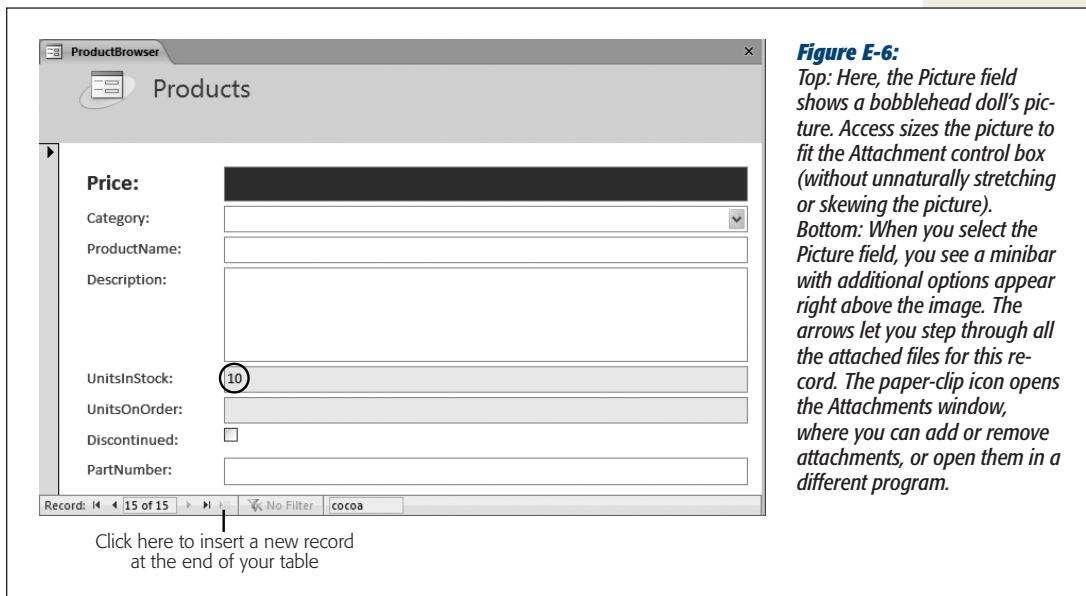 ProductBrowser
Products
Price:
Category:
ProductName:
Description:
UnitsInStock:
10
UnitsOnOrder:
Discontinued:
PartNumber:
Record: 15 of 15 No Filter cocoa
Click here to insert a new record
at the end of your table
Figure E-6:
Top: Here, the Picture field
shows a bobblehead doll’s pic-
ture. Access sizes the picture to
fit the Attachment control box
(without unnaturally stretching
or skewing the picture).
Bottom: When you select the
Picture field, you see a minibar
with additional options appear
right above the image. The
arrows let you step through all
the attached files for this re-
cord. The paper-clip icon opens
the Attachments window,
where you can add or remove
attachments, or open them in a
different program.